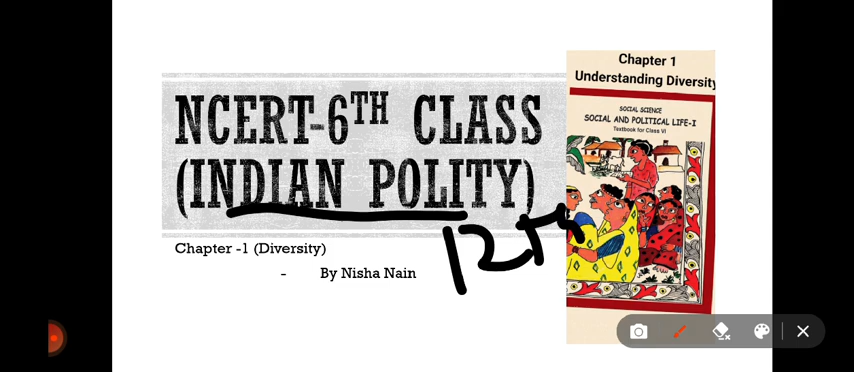 NCERT-6TH CLASS
(INDIAN POLITY)
Chapter -1 (Diversity)
- By Nisha Nain
12th
Chapter 1
Understanding Diversity
SOCIAL SCIENCE
SOCIAL AND POLITICAL LIFE-I
Textbook for Class VI